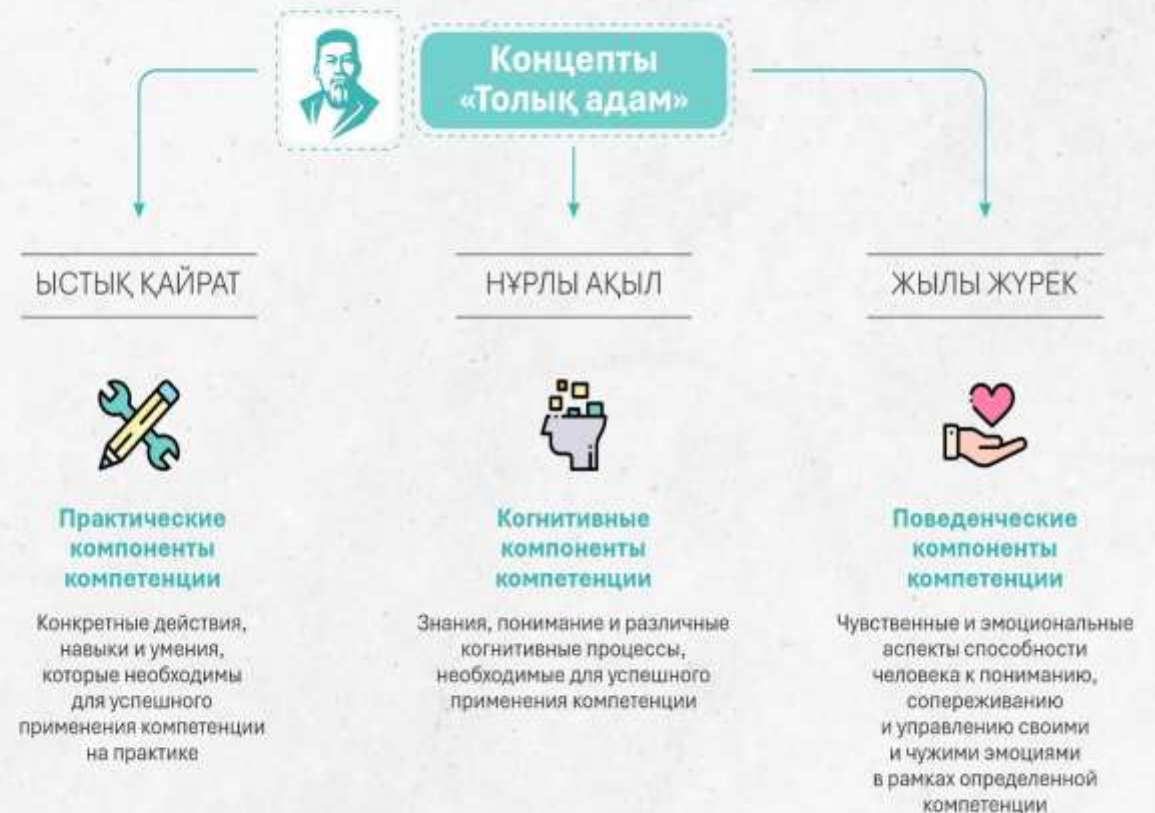 Концепты
«Толық адам»
ЫСТЫҚ ҚАЙРАТ
Практические
компоненты
компетенции
Конкретные действия,
навыки и умения,
которые необходимы
для успешного
применения компетенции
на практике
НҰРЛЫ АҚЫЛ
Когнитивные
компоненты
компетенции
Знания, понимание и различные
когнитивные процессы,
необходимые для успешного
применения компетенции
ЖЫЛЫ ЖҮРЕК
Поведенческие
компоненты
компетенции
Чувственные и эмоциональные
аспекты способности
человека к пониманию,
сопереживанию
и управлению своими
и чужими эмоциями
в рамках определенной
компетенции